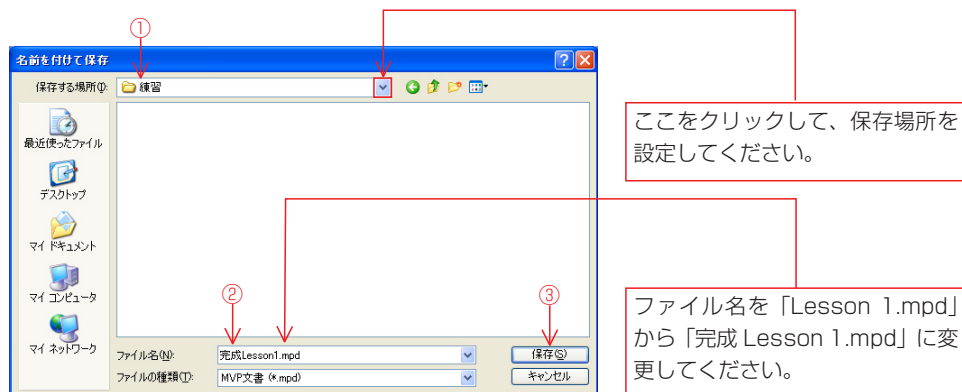 ①
名前を付けて保存
保存する場所(I):
練習
最近使ったファイル
デスクトップ
マイ ドキュメント
マイ コンピュータ
マイ ネットワーク
②
③
ファイル名(N):
完成Lesson1.mpd
保存(S)
ファイルの種類(T):
MVP文書 (*.mpd)
キャンセル
ここをクリックして、保存場所を
設定してください。
ファイル名を「Lesson 1.mpd」
から「完成 Lesson 1.mpd」に変
更してください。